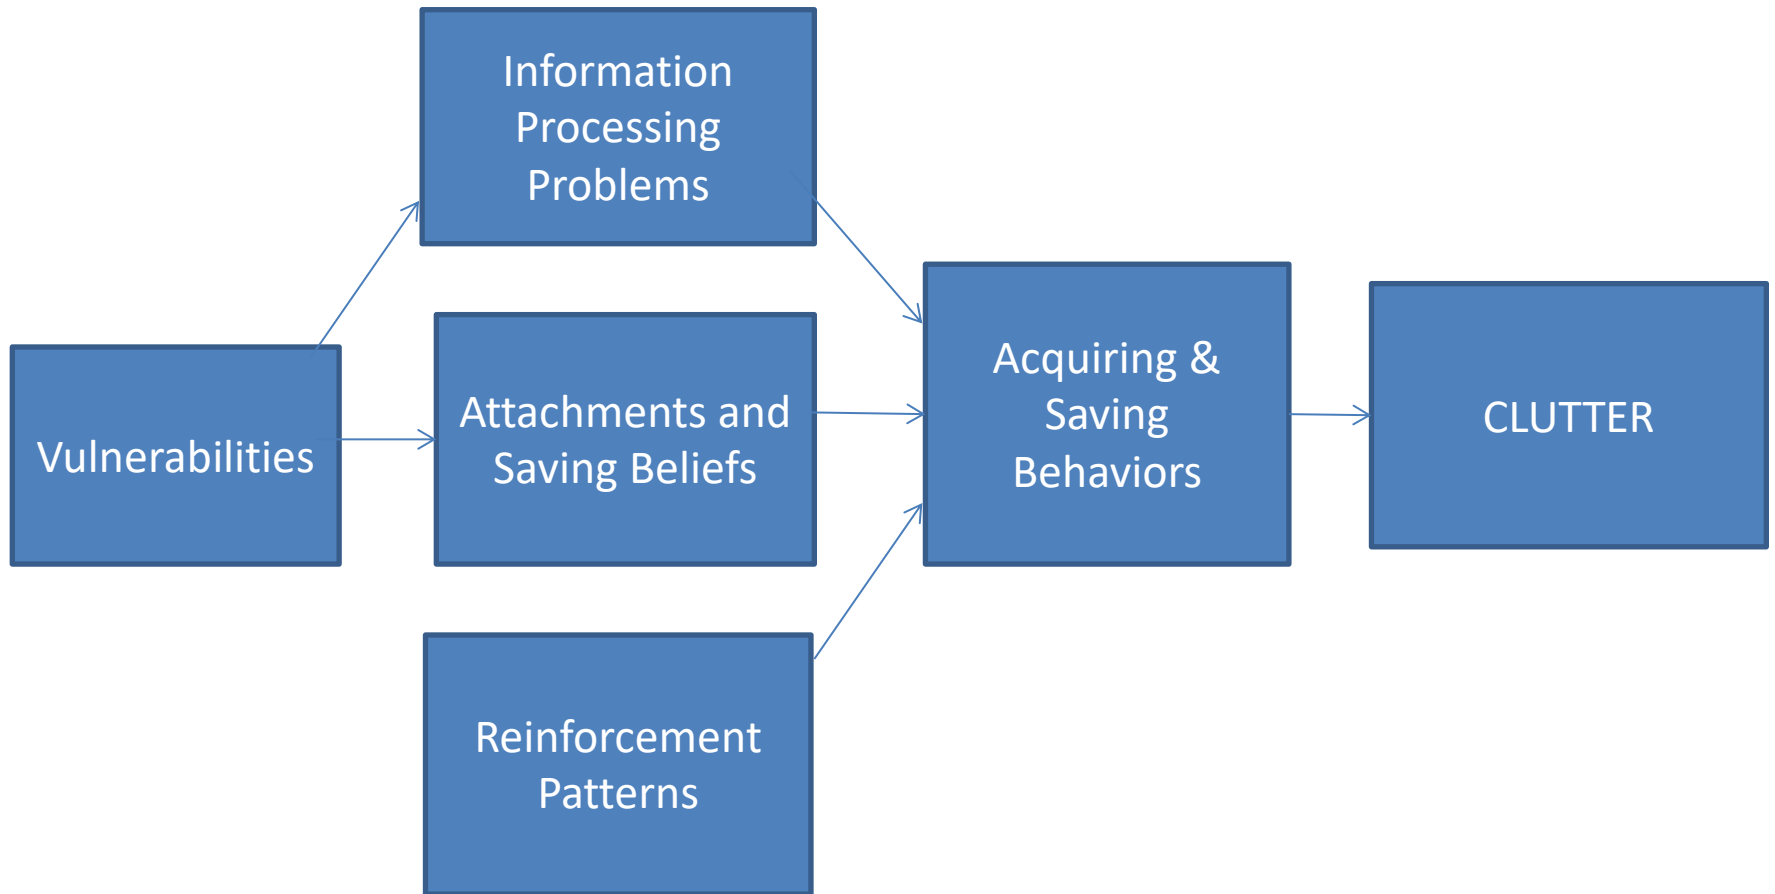 Information
Processing
Problems
Vulnerabilities
Attachments and
Saving Beliefs
Reinforcement
Patterns
Acquiring &
Saving
Behaviors
CLUTTER